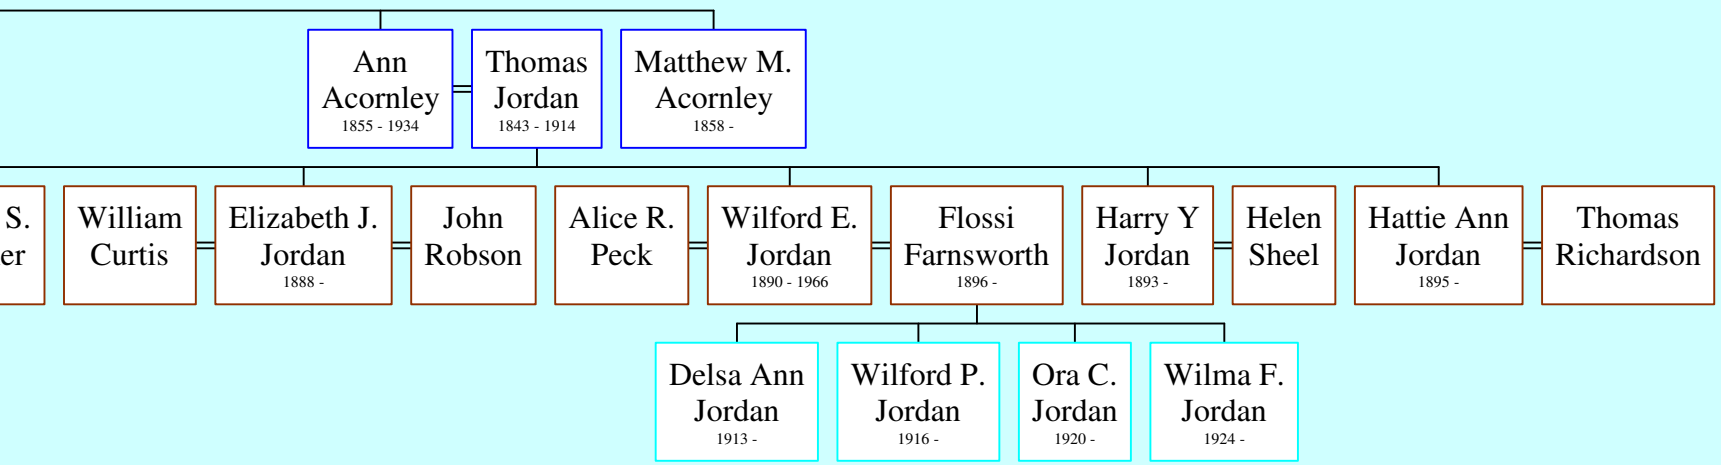 Ann
Acornley
1855 - 1934
Thomas
Jordan
1843 - 1914
Matthew M.
Acornley
1858 -
S.
er
William
Curtis
Elizabeth J.
Jordan
1888 -
John
Robson
Alice R.
Peck
Wilford E.
Jordan
1890 - 1966
Flossi
Farnsworth
1896 -
Harry Y
Jordan
1893 -
Helen
Sheel
Hattie Ann
Jordan
1895 -
Thomas
Richardson
Delsa Ann
Jordan
1913 -
Wilford P.
Jordan
1916 -
Ora C.
Jordan
1920 -
Wilma F.
Jordan
1924 -